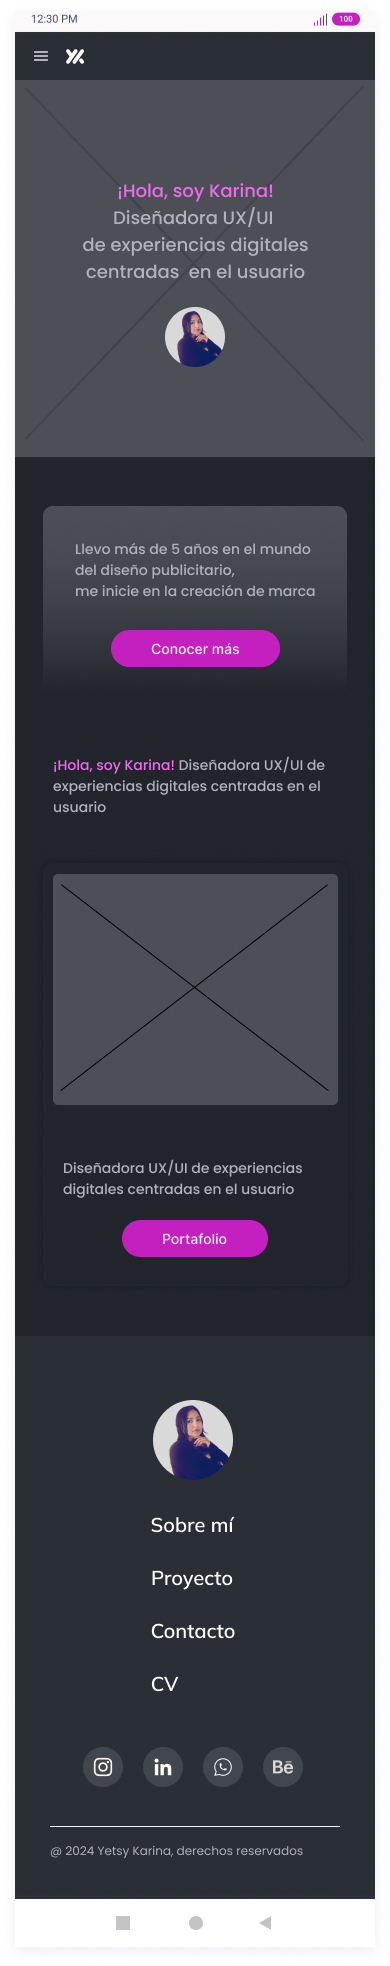 12:30 PM
100
¡Hola, soy Karina!
Diseñadora UX/UI
de experiencias digitales
centradas en el usuario
Llevo más de 5 años en el mundo
del diseño publicitario,
me inicie en la creación de marca
Conocer más
¡Hola, soy Karina! Diseñadora UX/UI de
experiencias digitales centradas en el
usuario
Diseñadora UX/UI de experiencias
digitales centradas en el usuario
Portafolio
Sobre mí
Proyecto
Contacto
CV
in
Bē
@ 2024 Yetsy Karina, derechos reservados